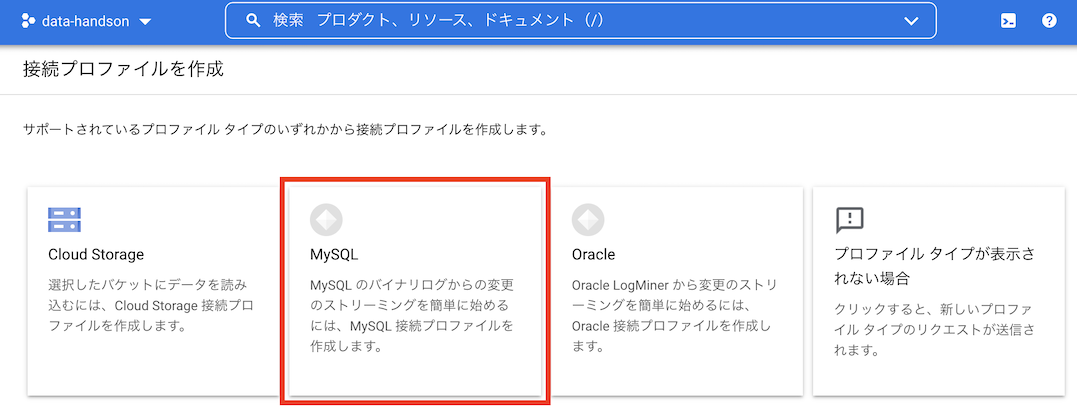 data-handson
検索 プロダクト、リソース、ドキュメント (/)
接続プロファイルを作成
サポートされているプロファイル タイプのいずれかから接続プロファイルを作成します。
Cloud Storage
選択したバケットにデータを読み
込むには、Cloud Storage 接続プロ
ファイルを作成します。
MySQL
MySQL のバイナリログからの変更
のストリーミングを簡単に始める
には、MySQL 接続プロファイルを
作成します。
Oracle
Oracle LogMiner から変更のストリ
ーミングを簡単に始めるには、
Oracle 接続プロファイルを作成し
ます。
プロファイル タイプが表示さ
れない場合
クリックすると、新しいプロファ
イル タイプのリクエストが送信さ
れます。